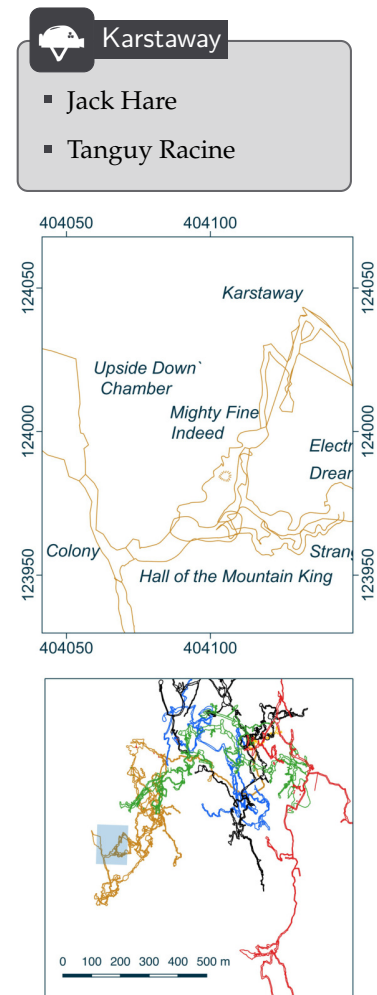 Karstaway
Jack Hare
Tanguy Racine
404050 404100
124050 124050
Karstaway
Upside Down`
Chamber
Mighty Fine
Indeed
124000 124000
Electr
Drear
Colony
Strang
Hall of the Mountain King
123950 123950
404050 404100
0 100 200 300 400 500 m